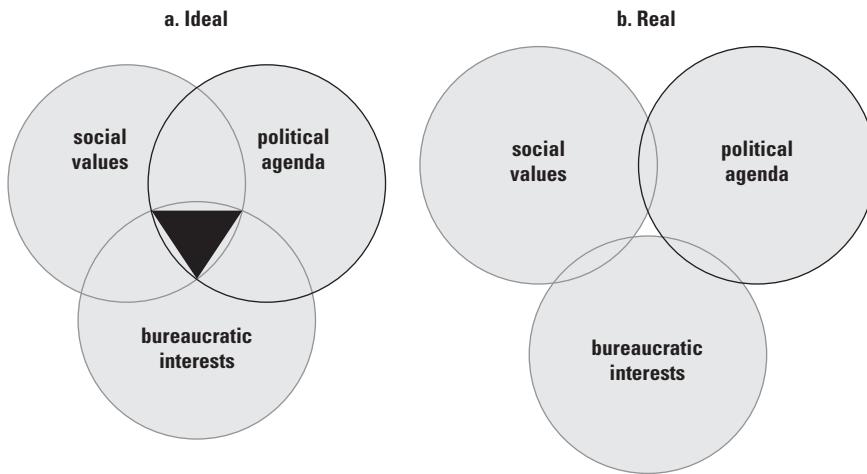 a. Ideal
social
values
political
agenda
bureaucratic
interests
b. Real
social
values
political
agenda
bureaucratic
interests